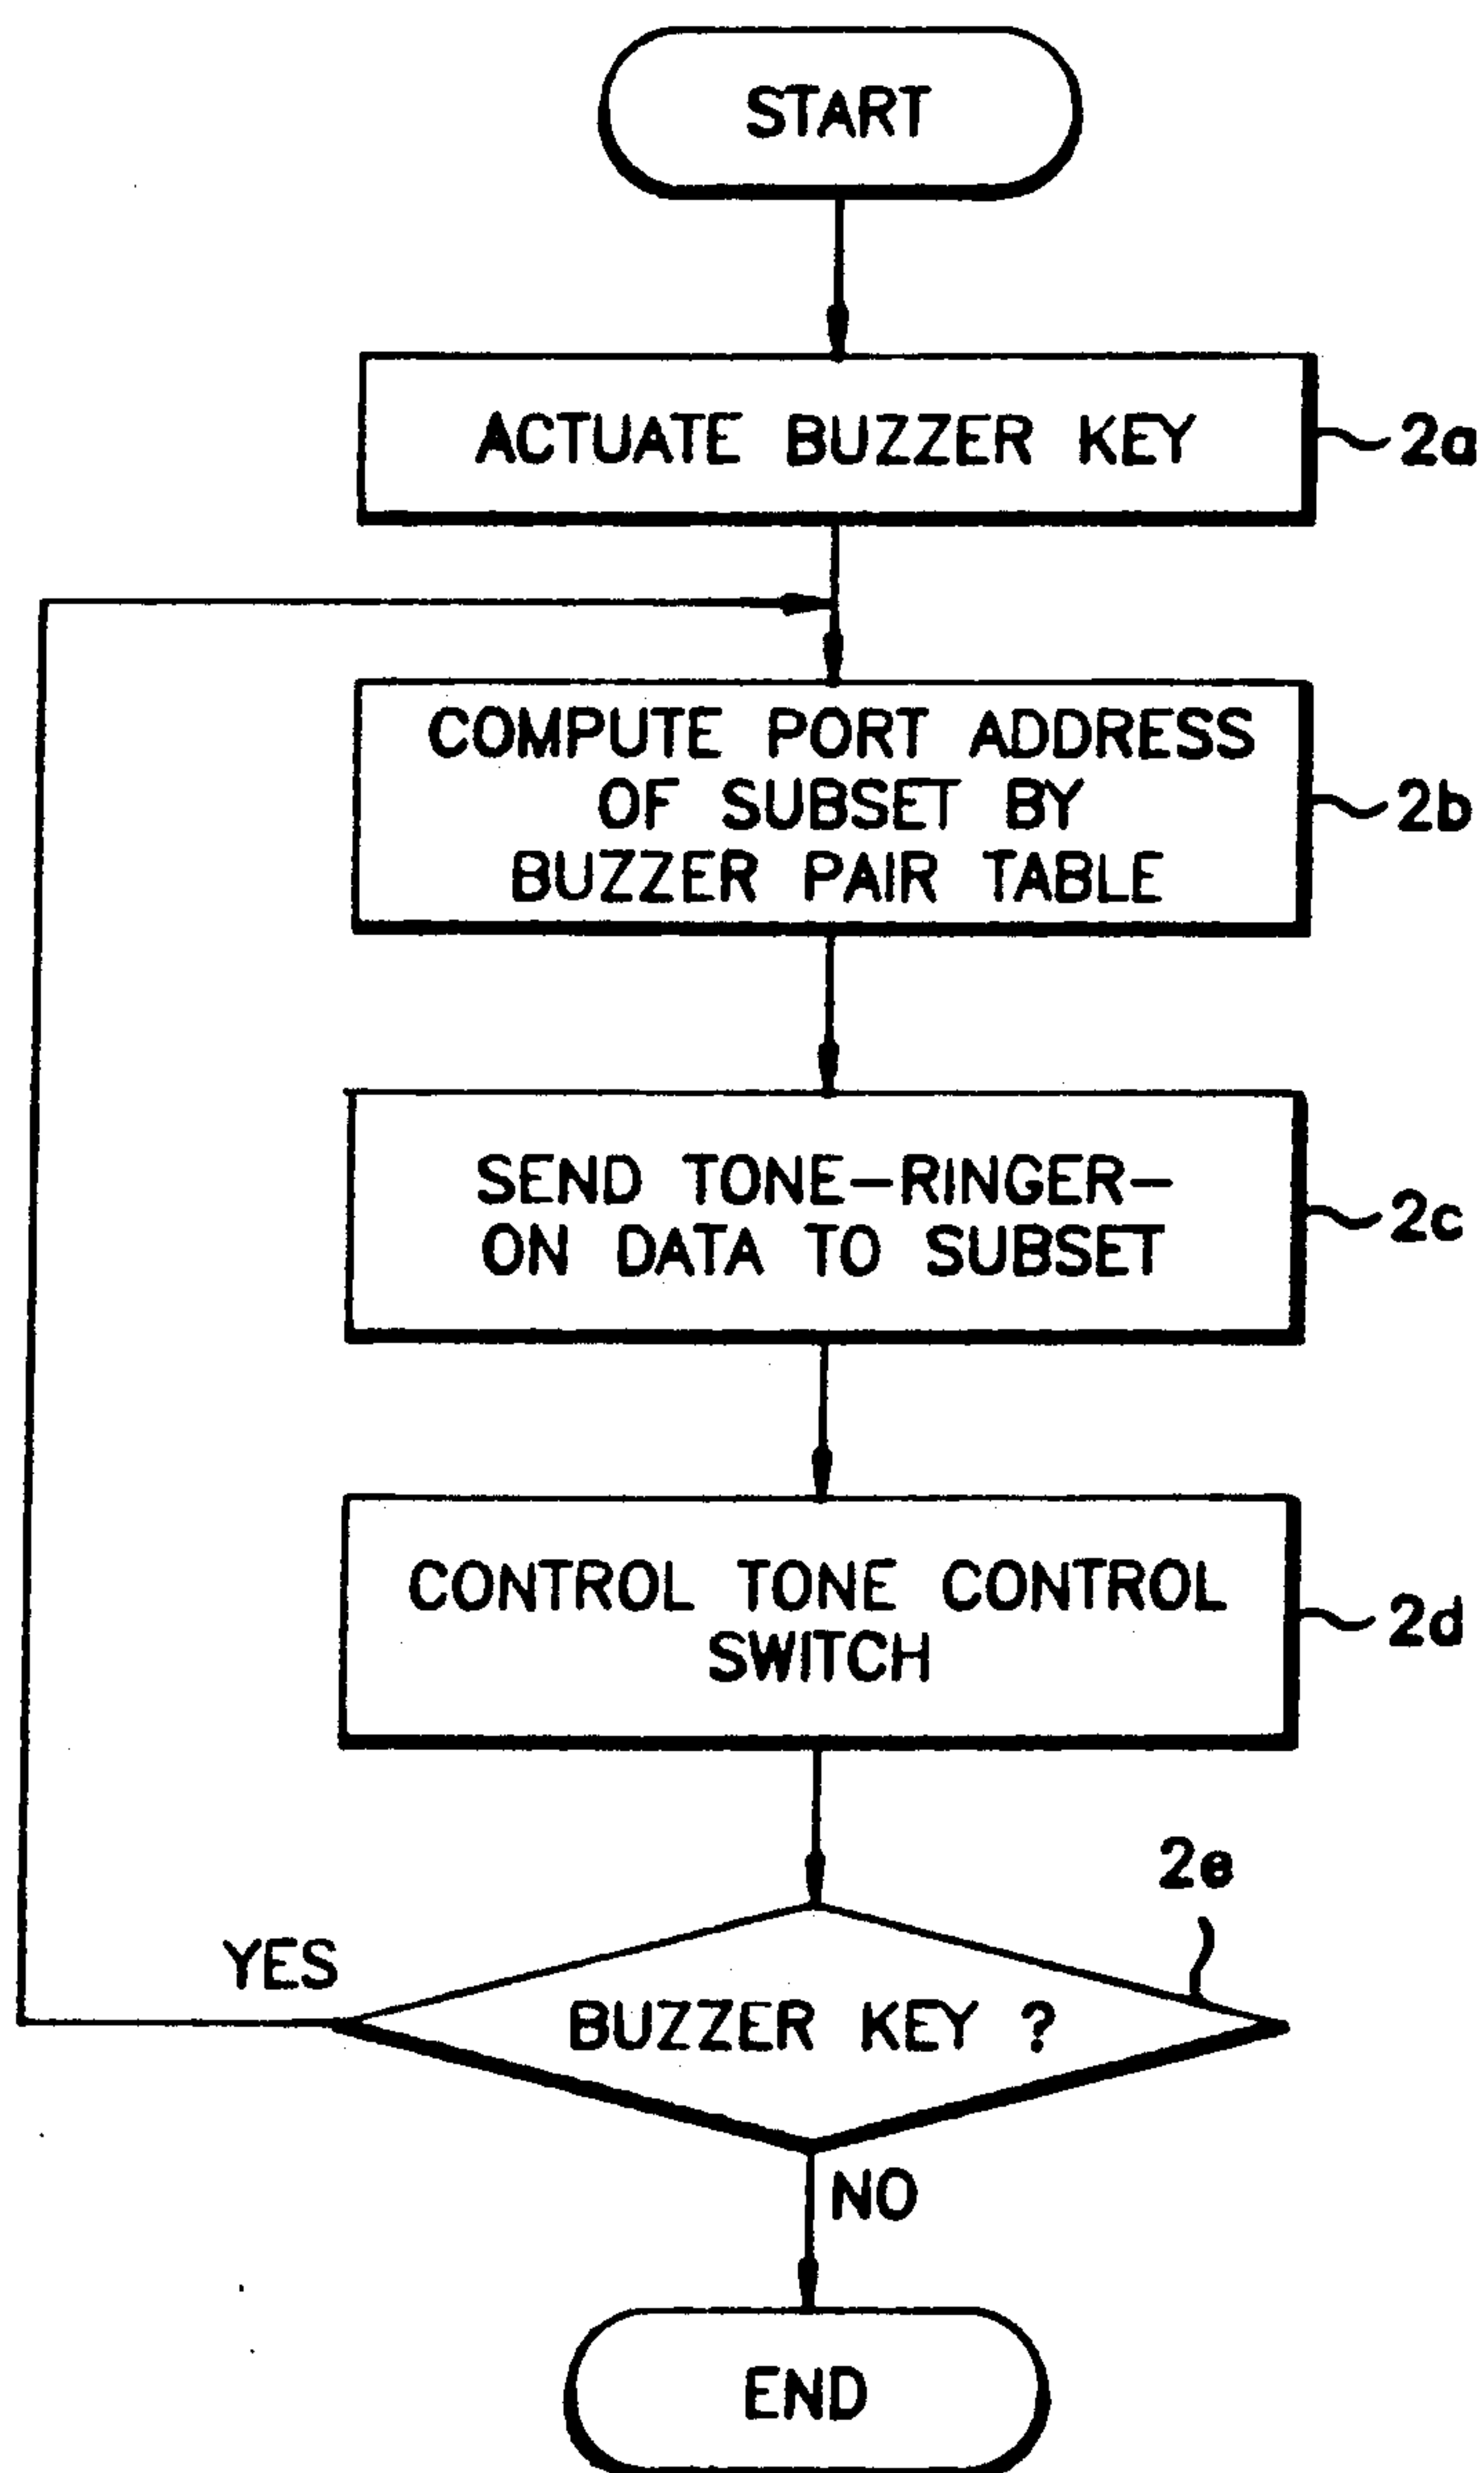 START
ACTUATE BUZZER KEY
2a
COMPUTE PORT ADDRESS
OF SUBSET BY
BUZZER PAIR TABLE
2b
SEND TONE-RINGER-
ON DATA TO SUBSET
2c
CONTROL TONE CONTROL
SWITCH
2d
2e
YES
BUZZER KEY ?
NO
END